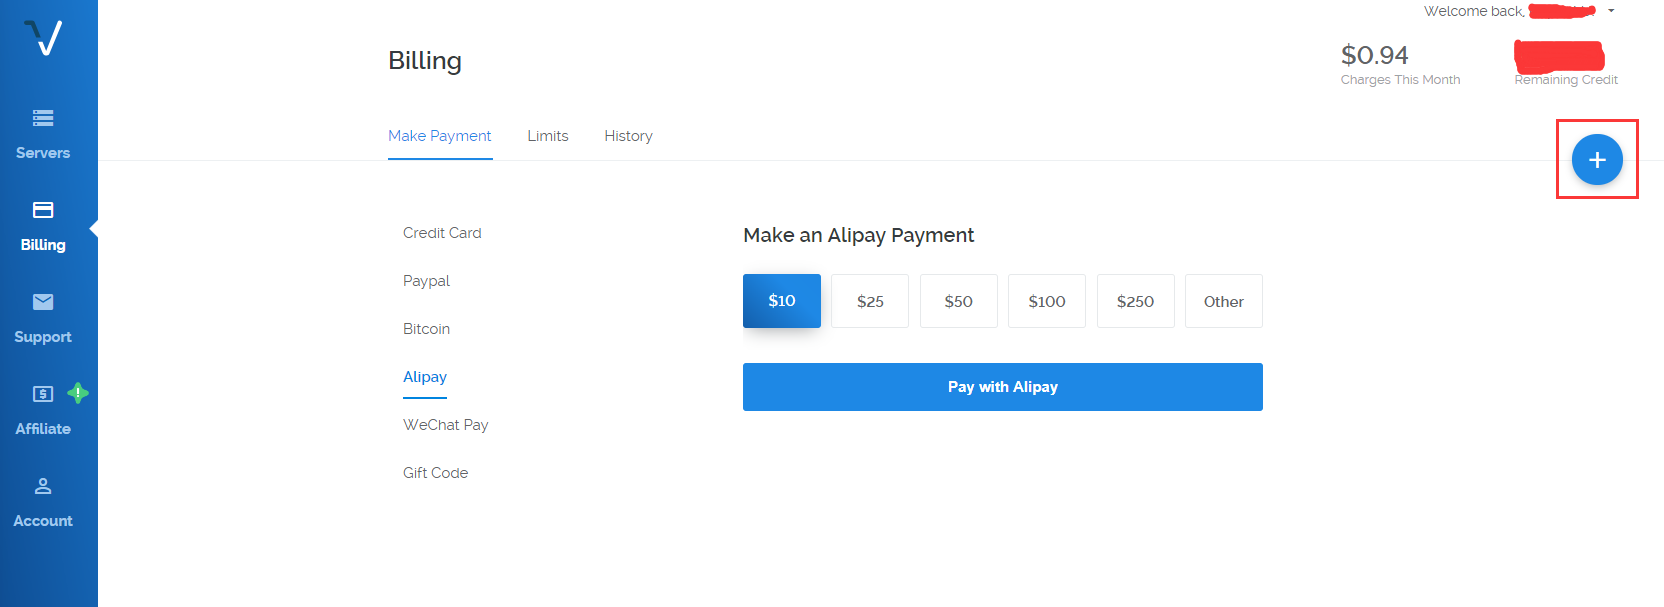 Welcome back,
Billing
$0.94
Charges This Month
Remaining Credit
Make Payment
Limits
History
Servers
Billing
Support
Affiliate
Account
Credit Card
Paypal
Bitcoin
Alipay
WeChat Pay
Gift Code
Make an Alipay Payment
$10
$25
$50
$100
$250
Other
Pay with Alipay